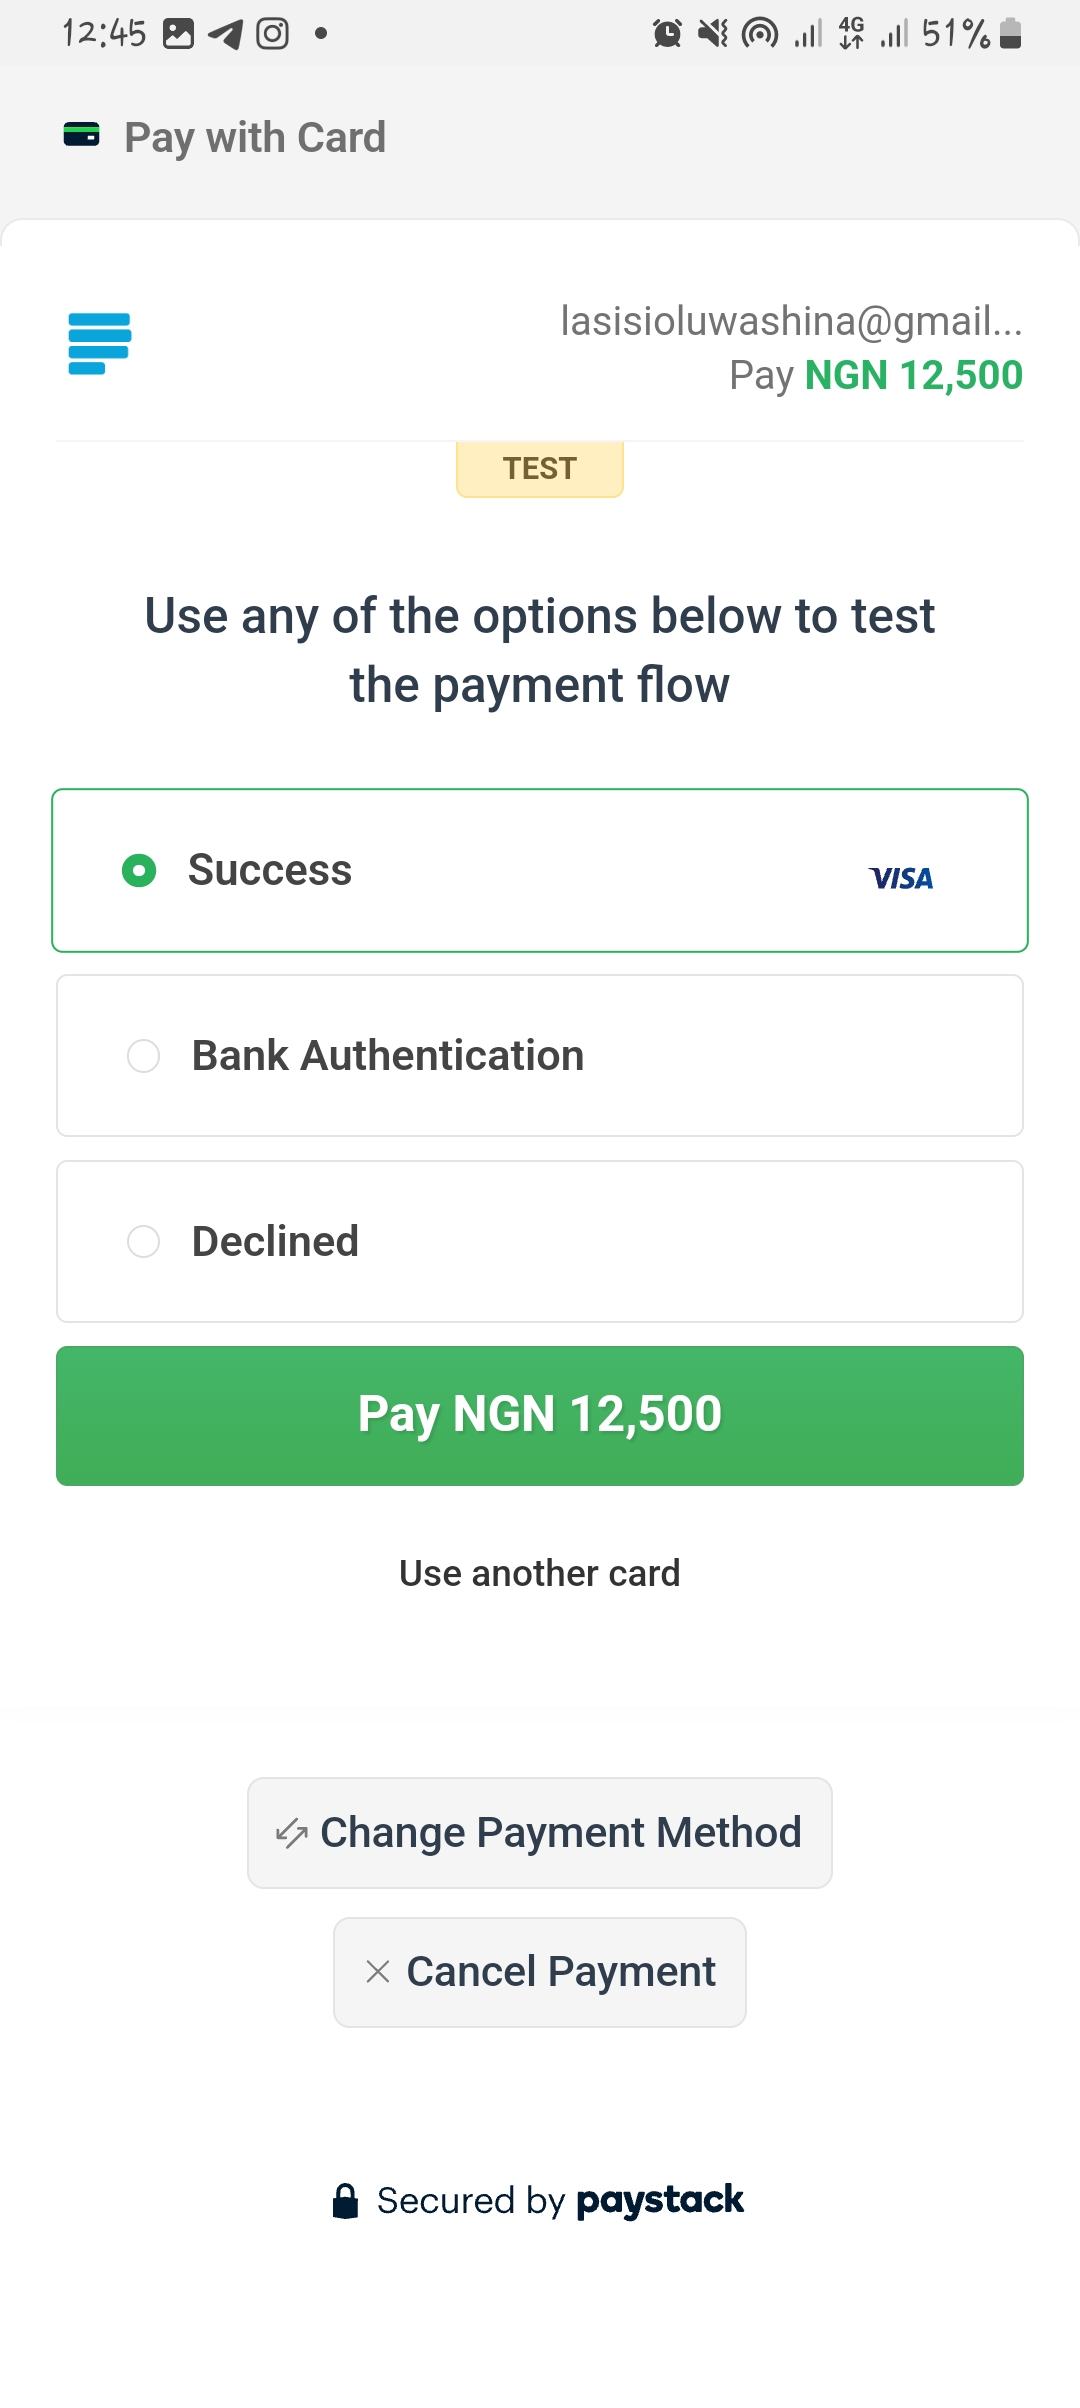 12:45
4G
51%
Pay with Card
lasisioluwashina@gmail...
Pay NGN 12,500
TEST
Use any of the options below to test
the payment flow
Success
VISA
Bank Authentication
Declined
Pay NGN 12,500
Use another card
Change Payment Method
Cancel Payment
Secured by paystack